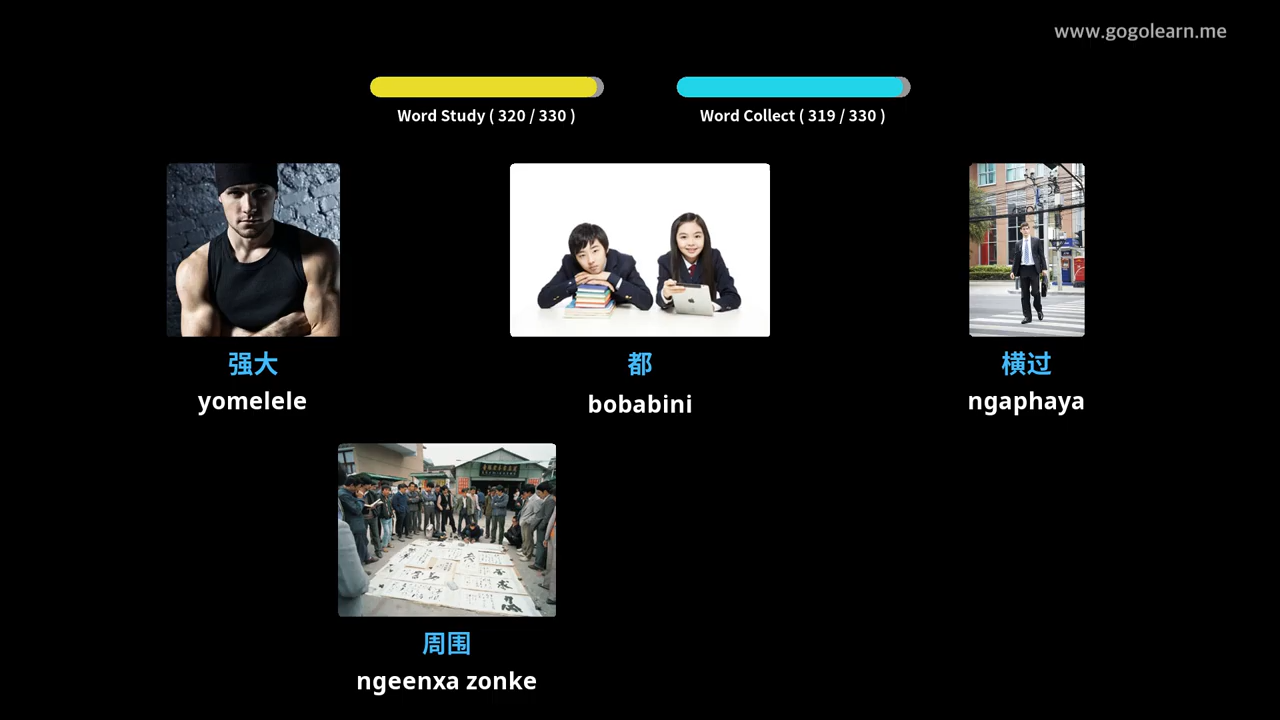 www.gogolearn.me
Word Study ( 320 / 330 )
Word Collect ( 319 / 330 )
强大
都
横过
yomelele
bobabini
ngaphaya
周围
ngeenxa zonke